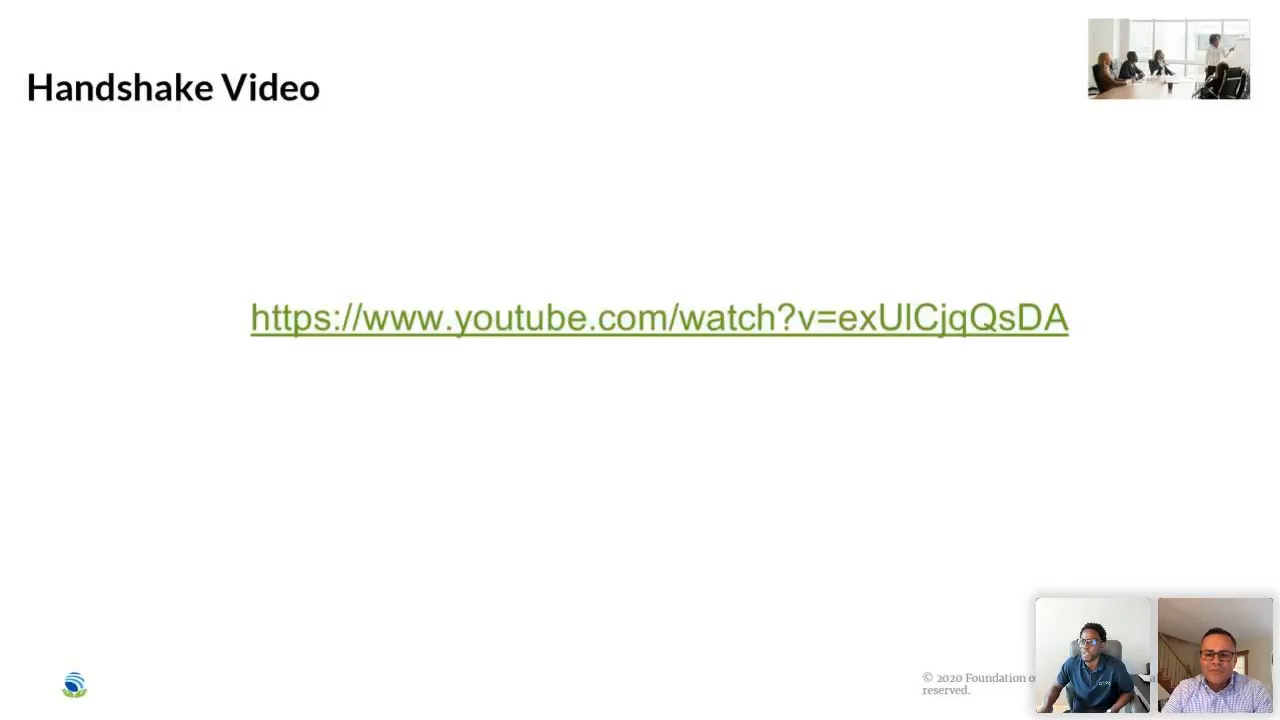 Handshake Video
https://www.youtube.com/watch?v=exUlCjqQsDA
© 2020 Foundation
reserved.